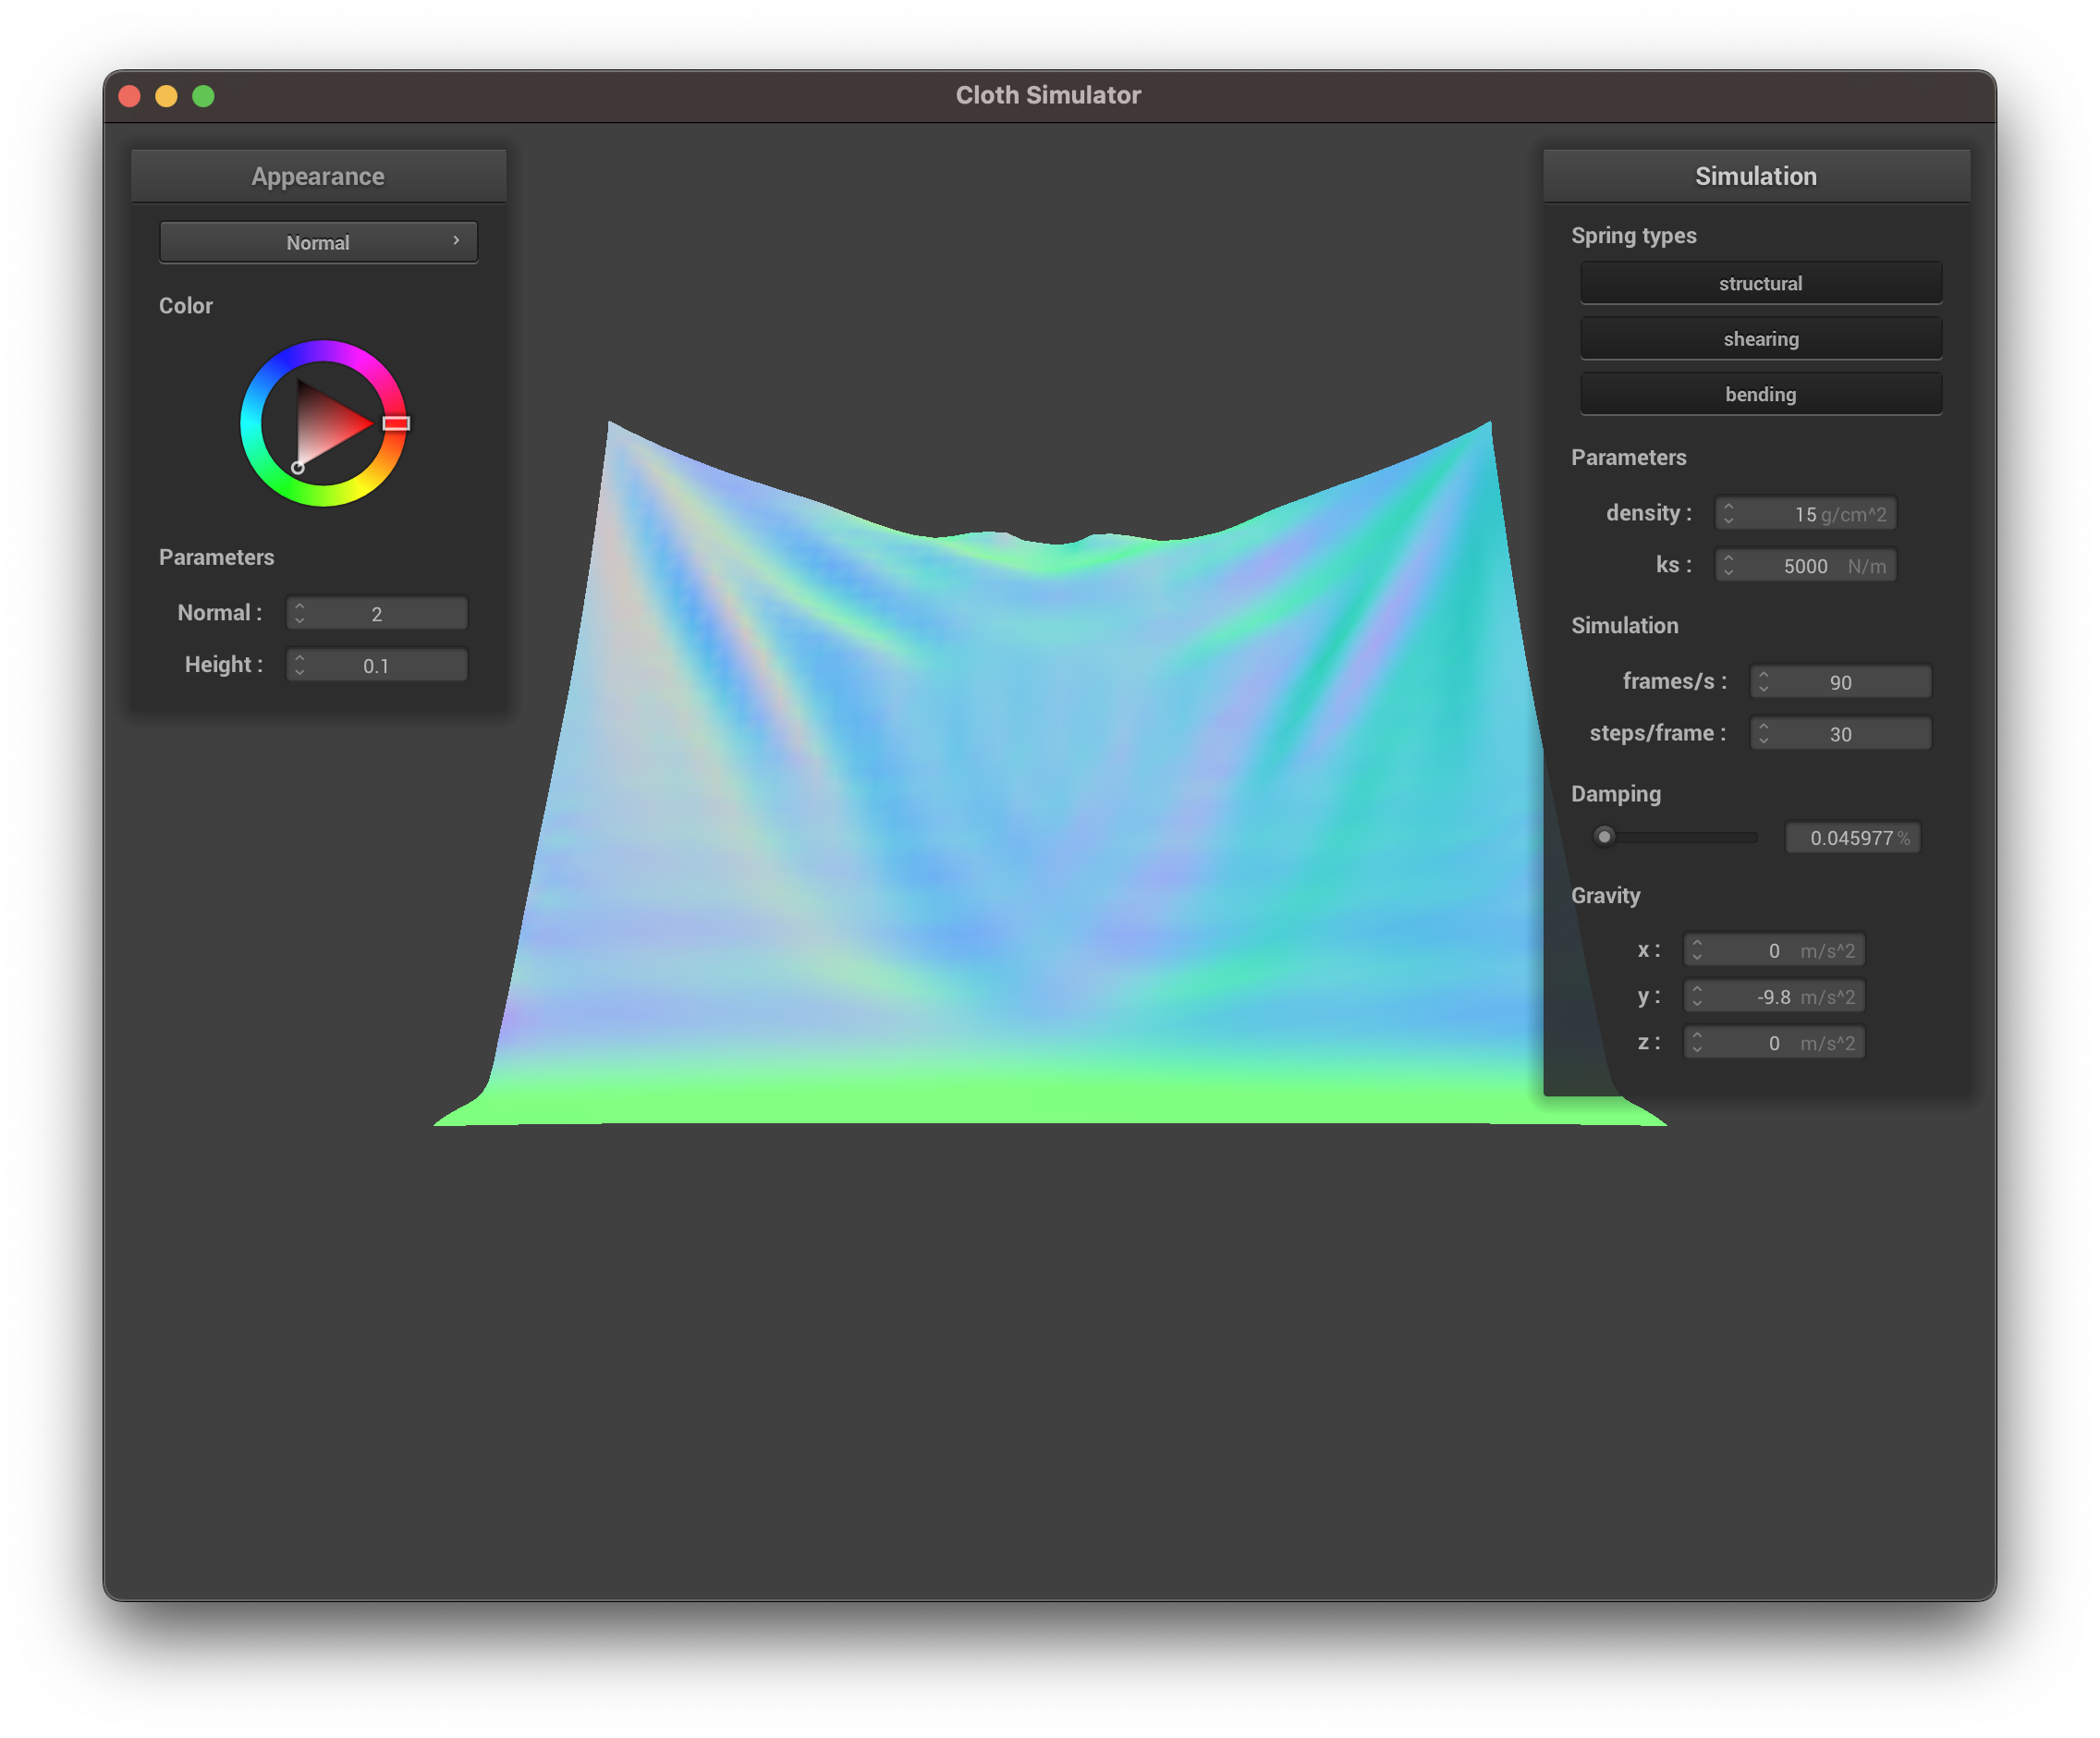 Cloth Simulator
Appearance
Normal
Color
Parameters
Normal : 2
Height : 0.1
Simulation
Spring types
structural
shearing
bending
Parameters
density : 15 g/cm^2
ks : 5000 N/m
Simulation
frames/s : 90
steps/frame : 30
Damping
0.045977 %
Gravity
x : 0 m/s^2
y : -9.8 m/s^2
z : 0 m/s^2